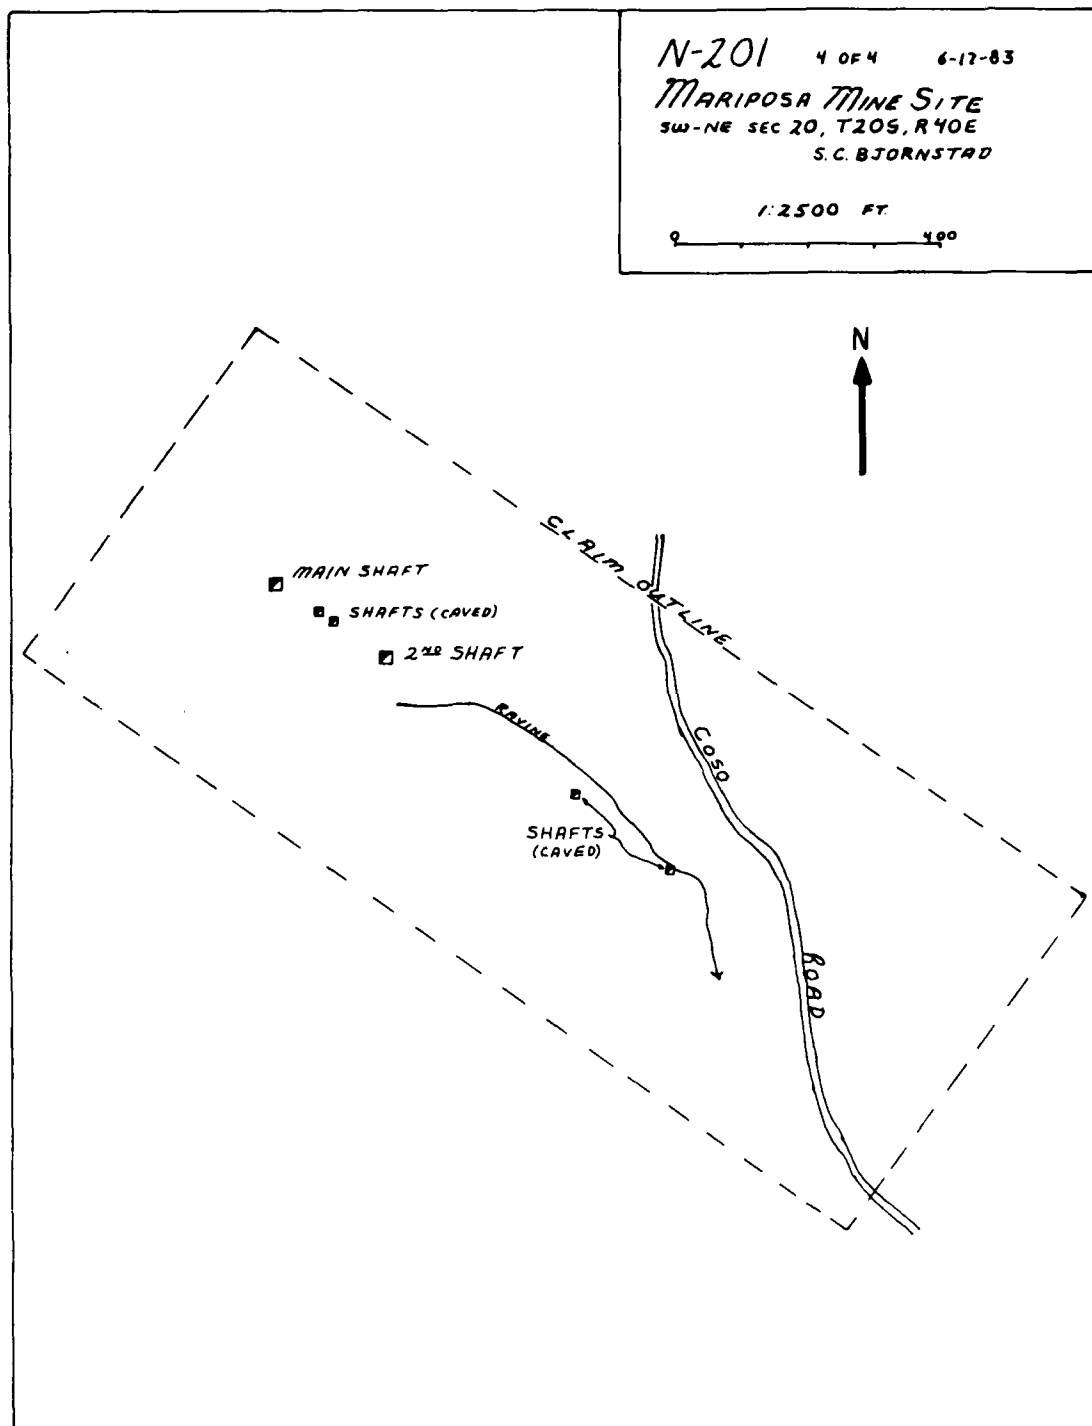 N-201 4 OF 4 6-17-83
MARIPOSA MINE SITE
SW-NE SEC 20, T20S, R40E
S.C. BJORNSTAD
1:2500 FT.
0 400
N
CLAIM OUTLINE
MAIN SHAFT
SHAFTS (CAVED)
2ND SHAFT
RAVINE
COSO
SHAFTS
(CAVED)
ROAD